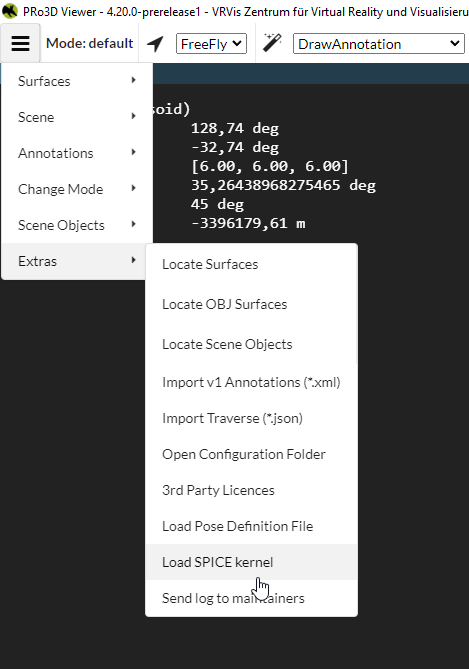 PRo3D Viewer - 4.20.0-prerelease1 - VRVis Zentrum für Virtual Reality und Visualisieru
Mode: default FreeFly DrawAnnotation
Surfaces
Scene
Annotations
Change Mode
Scene Objects
Extras
soid)
128,74 deg
-32,74 deg
[6.00, 6.00, 6.00]
35,26438968275465 deg
45 deg
-3396179,61 m
Locate Surfaces
Locate OBJ Surfaces
Locate Scene Objects
Import v1 Annotations (*.xml)
Import Traverse (*.json)
Open Configuration Folder
3rd Party Licences
Load Pose Definition File
Load SPICE kernel
Send log to maintainers